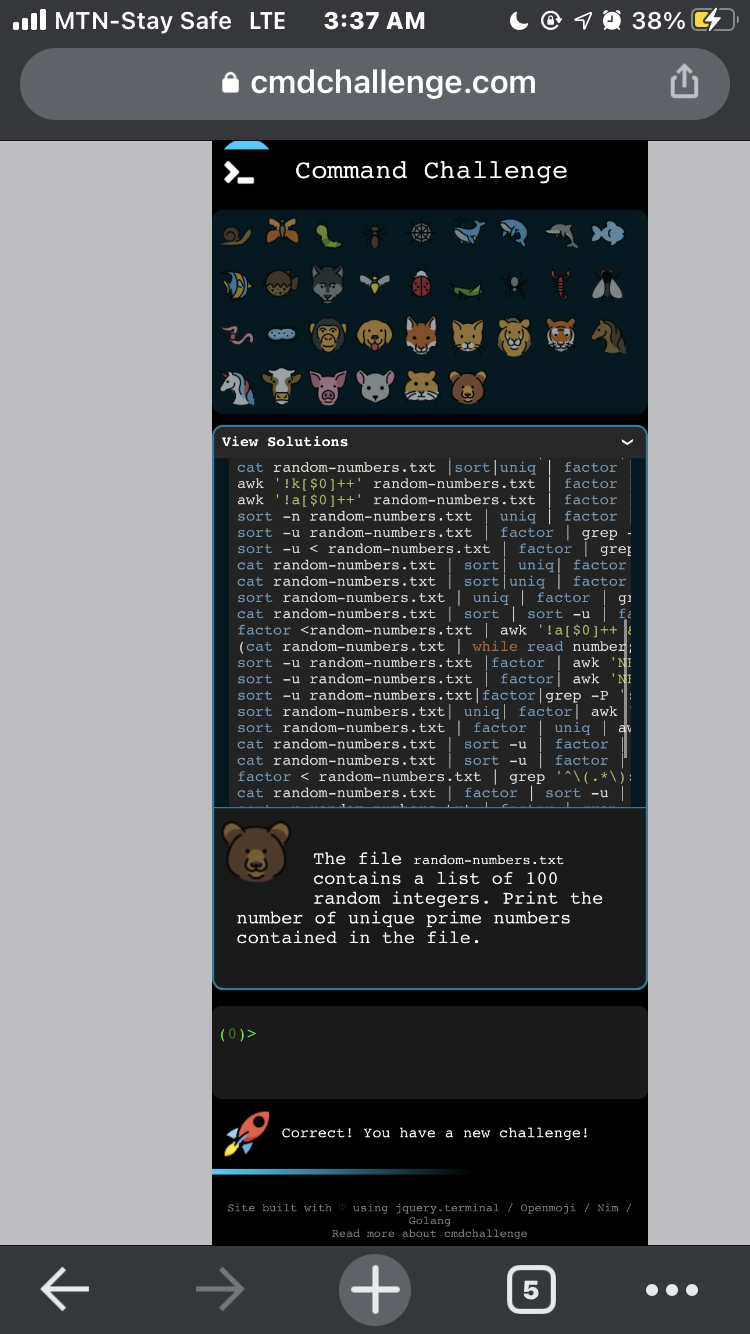 MTN-Stay Safe LTE 3:37 AM 38%
cmdchallenge.com
Command Challenge
View Solutions
cat random-numbers.txt |sort|uniq | factor |
awk '!k[$0]++' random-numbers.txt | factor
awk '!a[$0]++' random-numbers.txt | factor
sort -n random-numbers.txt | uniq | factor |
sort -u random-numbers.txt | factor | grep -
sort -u < random-numbers.txt | factor | grep
cat random-numbers.txt | sort| uniq| factor
cat random-numbers.txt | sort|uniq | factor
sort random-numbers.txt | uniq | factor | gr
cat random-numbers.txt | sort | sort -u | fa
factor <random-numbers.txt | awk '!a[$0]++ &
(cat random-numbers.txt | while read number;
sort -u random-numbers.txt |factor | awk 'NF
sort -u random-numbers.txt | factor| awk 'NF
sort -u random-numbers.txt|factor|grep -P '
sort random-numbers.txt| uniq| factor| awk '
sort random-numbers.txt | factor | uniq | aw
cat random-numbers.txt | sort -u | factor |
cat random-numbers.txt | sort -u | factor |
factor < random-numbers.txt | grep '^\(.*\):
cat random-numbers.txt | factor | sort -u |
The file random-numbers.txt
contains a list of 100
random integers. Print the
number of unique prime numbers
contained in the file.
(0)>
Correct! You have a new challenge!
Site built with ♡ using jquery.terminal / Openmoji / Nim /
Golang
Read more about cmdchallenge
5